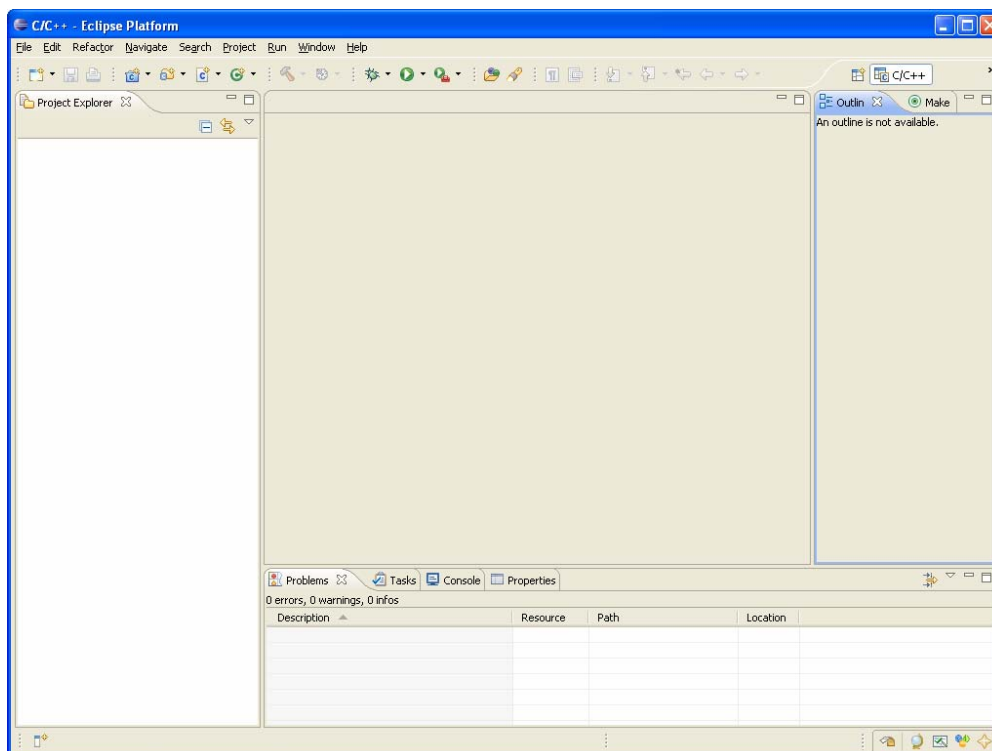 C/C++ - Eclipse Platform
File Edit Refactor Navigate Search Project Run Window Help
C/C++
Project Explorer
Outlin Make
An outline is not available.
Problems Tasks Console Properties
0 errors, 0 warnings, 0 infos
Description Resource Path Location